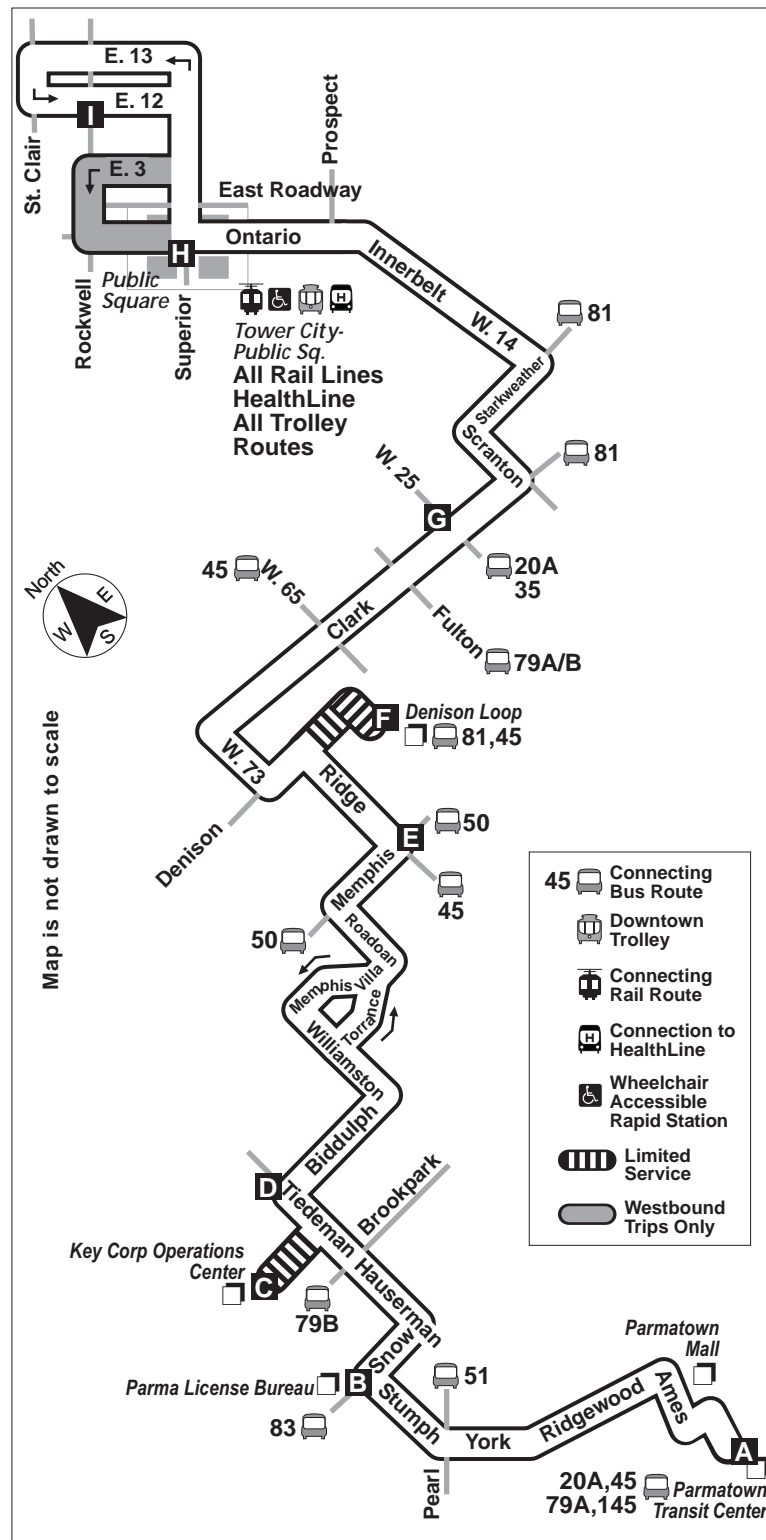 E. 13
E. 12
I
St. Clair
E. 3
Prospect
East Roadway
Ontario
H
Public
Square
Rockwell
Superior
Innerbelt
W. 14
H
Tower City-
Public Sq.
All Rail Lines
HealthLine
All Trolley
Routes
81
Starkweather
Scranton
81
W. 25
G
45
W. 65
20A
35
Clark
Fulton
79A/B
North
E
W
S
Map is not drawn to scale
F
Denison Loop
81,45
W. 73
Ridge
Denison
E
50
Memphis
45
50
Roadoan
Memphis Villa
Torrance
Williamston
Biddulph
D
Tiedeman
Brookpark
Key Corp Operations
Center
C
79B
Hauserman
Snow
Parma License Bureau
B
83
Stumph
51
York
Pearl
Ridgewood
Ames
Parmatown
Mall
A
20A,45
79A,145
Parmatown
Transit Center
45
Connecting
Bus Route
Downtown
Trolley
Connecting
Rail Route
H
Connection to
HealthLine
Wheelchair
Accessible
Rapid Station
Limited
Service
Westbound
Trips Only